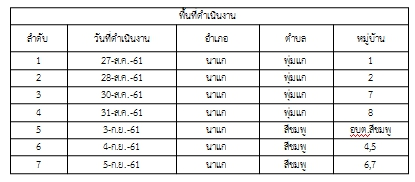 พื้นที่ดำเนินงาน
ลำดับ วันที่ดำเนินงาน อำเภอ ตำบล หมู่บ้าน
1 27-ส.ค.-61 นาแก พุ่มแก 1
2 28-ส.ค.-61 นาแก พุ่มแก 2
3 30-ส.ค.-61 นาแก พุ่มแก 7
4 31-ส.ค.-61 นาแก พุ่มแก 8
5 3-ก.ย.-61 นาแก สีชมพู อบต.สีชมพู
6 4-ก.ย.-61 นาแก สีชมพู 4,5
7 5-ก.ย.-61 นาแก สีชมพู 6,7